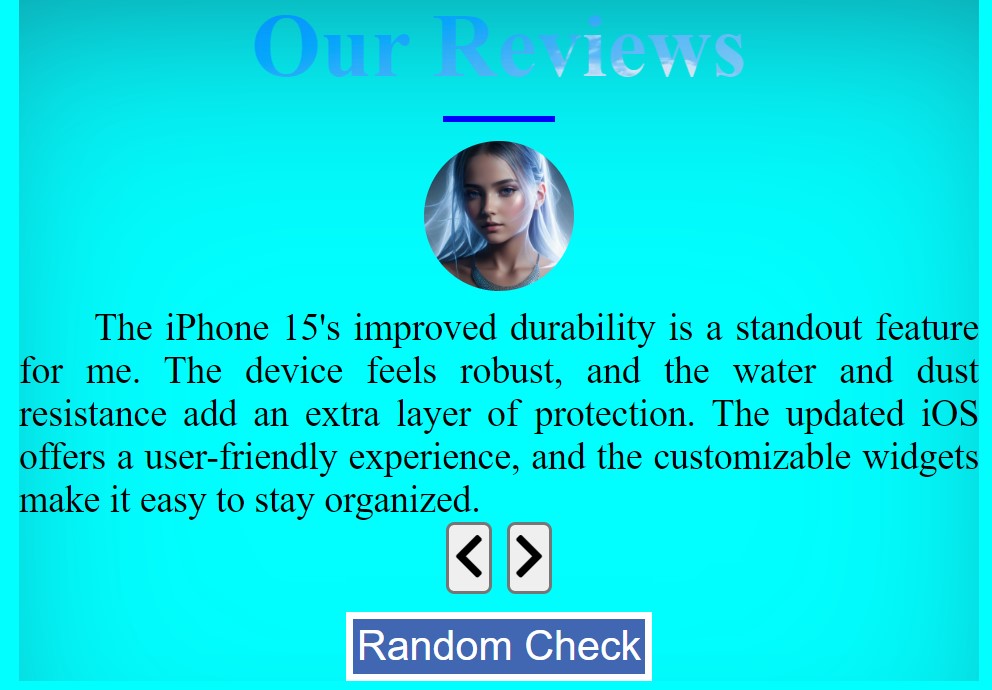 Our Reviews
The iPhone 15's improved durability is a standout feature
for me. The device feels robust, and the water and dust
resistance add an extra layer of protection. The updated iOS
offers a user-friendly experience, and the customizable widgets
make it easy to stay organized.
Random Check